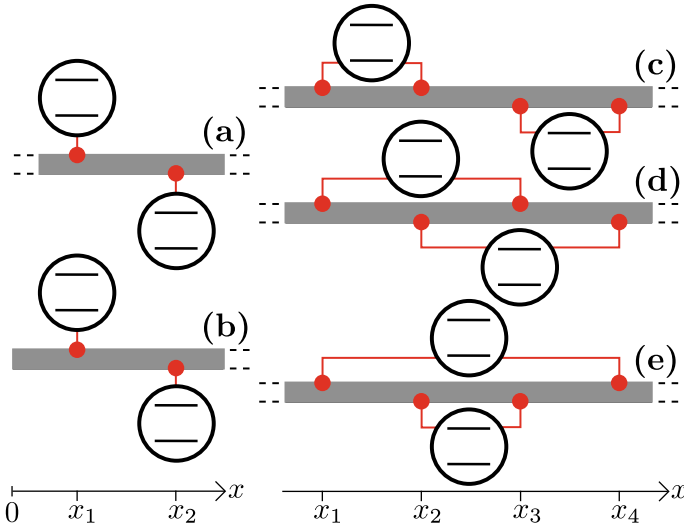 (a)
(b)
(c)
(d)
(e)
0 x₁ x₂ x
x₁ x₂ x₃ x₄ x